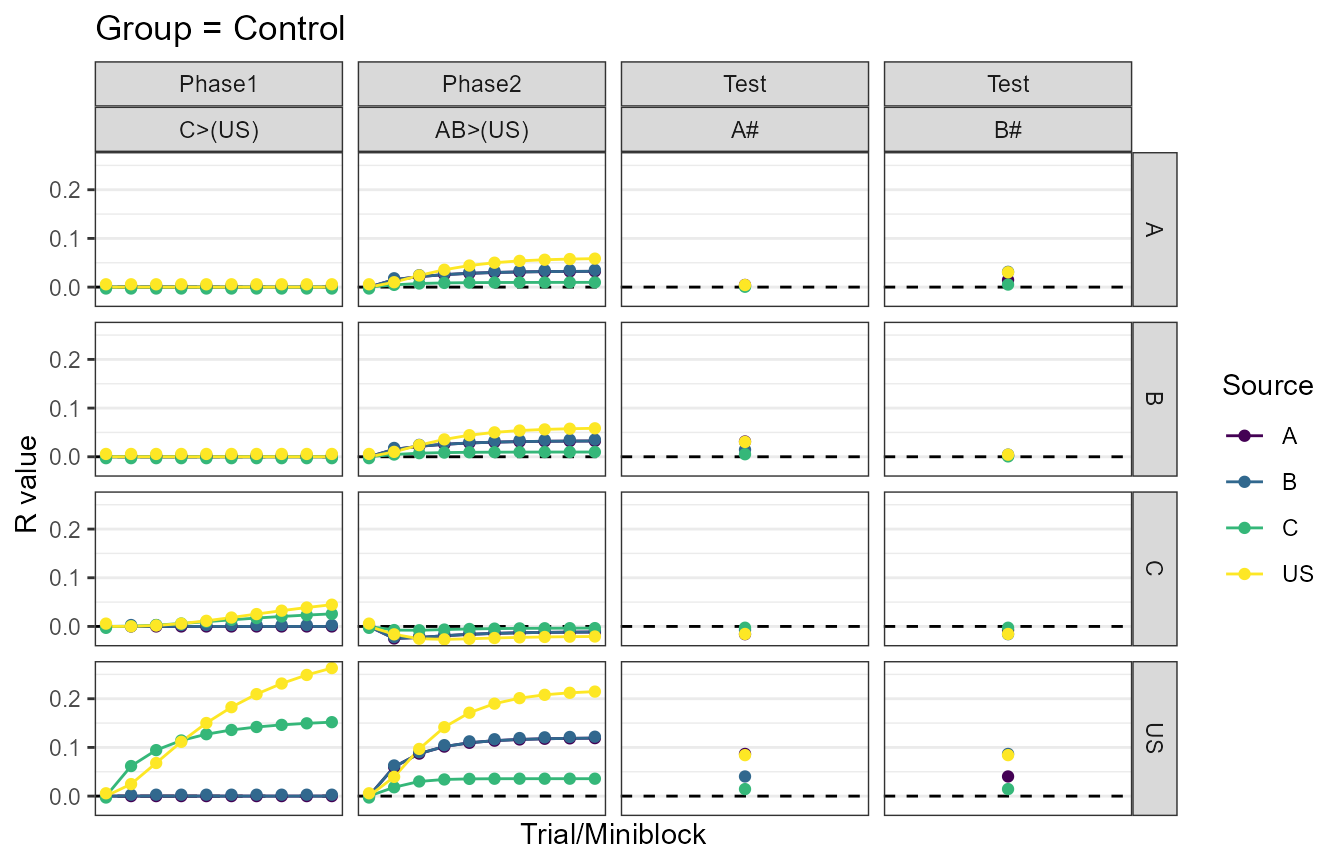 Group = Control
Phase1 Phase2 Test Test
C>(US) AB>(US) A# B#
0.2
0.1
0.0
A
0.2
0.1
0.0
B
0.2
0.1
0.0
C
0.2
0.1
0.0
US
R value
Trial/Miniblock
Source
A
B
C
US